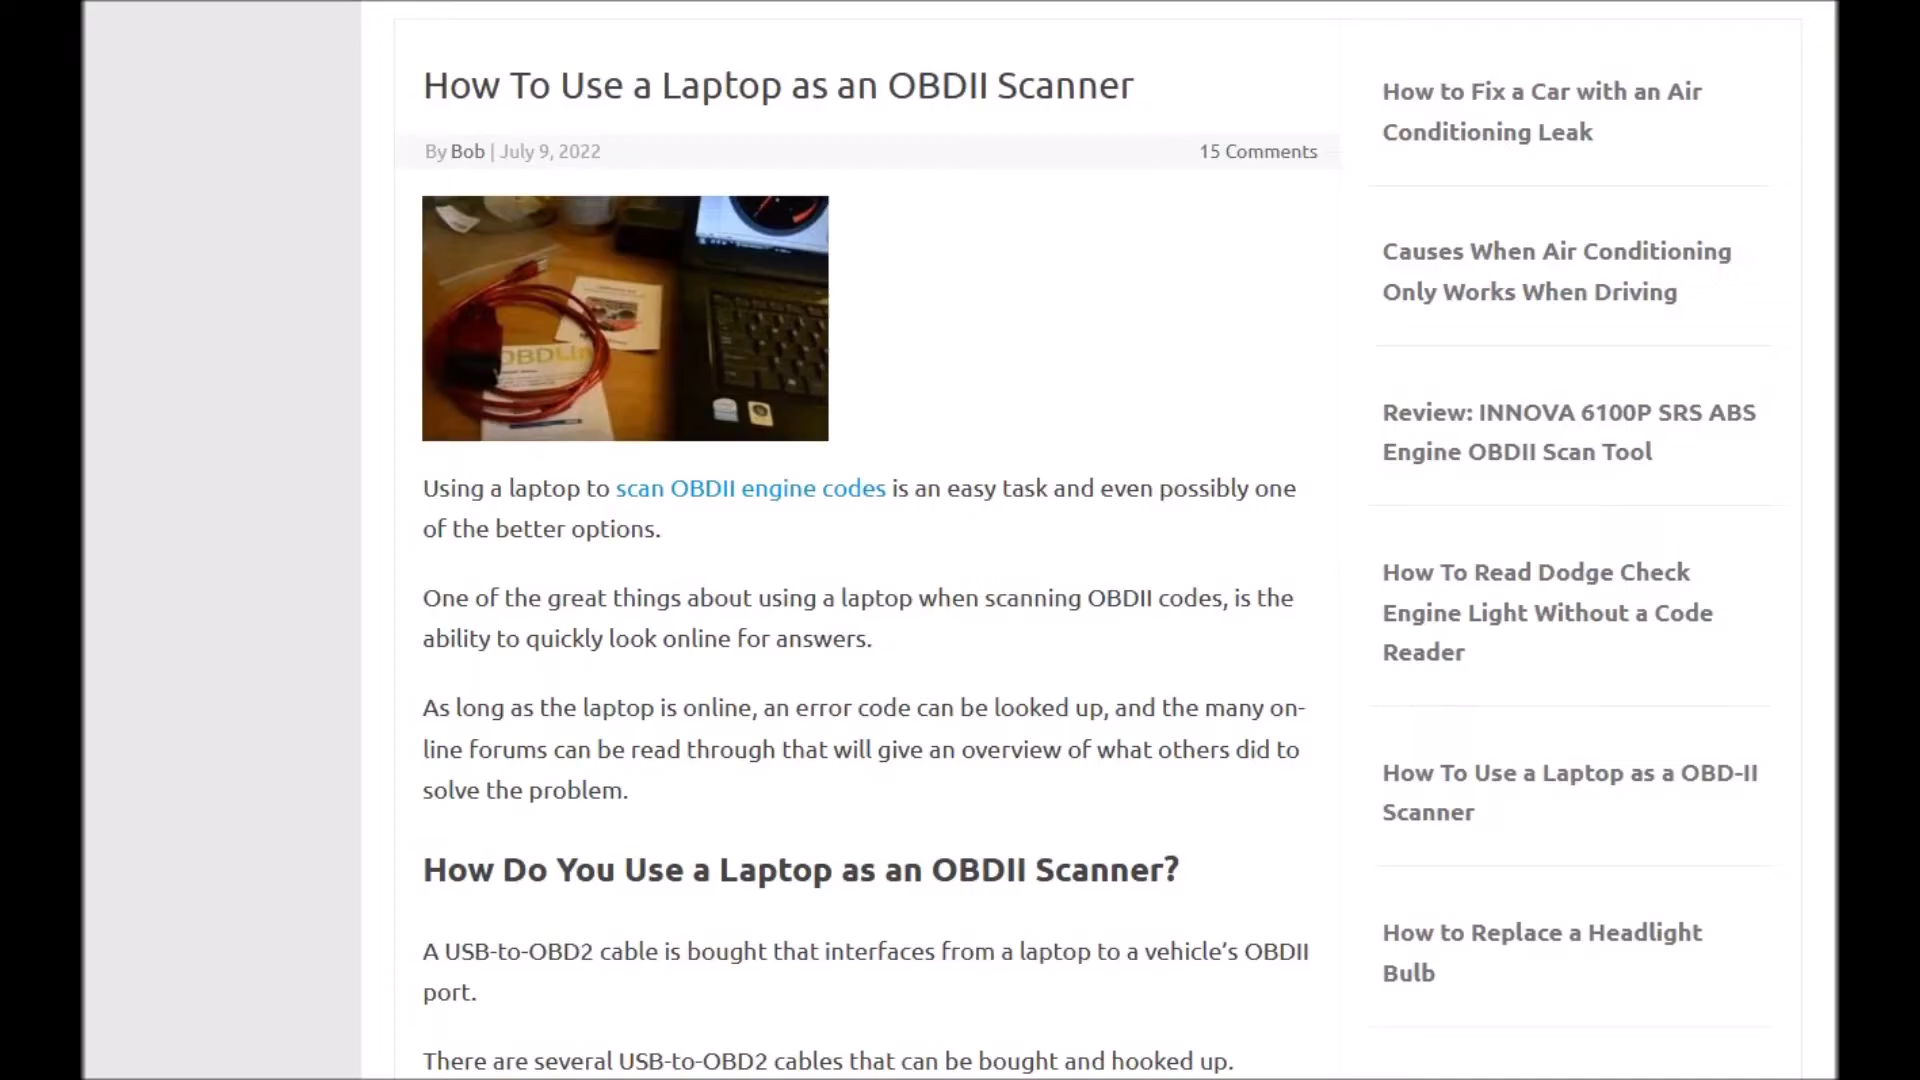 How To Use a Laptop as an OBDII Scanner
By Bob | July 9, 2022
15 Comments
OBDLin
Using a laptop to scan OBDII engine codes is an easy task and even possibly one
of the better options.
One of the great things about using a laptop when scanning OBDII codes, is the
ability to quickly look online for answers.
As long as the laptop is online, an error code can be looked up, and the many on-
line forums can be read through that will give an overview of what others did to
solve the problem.
How Do You Use a Laptop as an OBDII Scanner?
A USB-to-OBD2 cable is bought that interfaces from a laptop to a vehicle’s OBDII
port.
There are several USB-to-OBD2 cables that can be bought and hooked up.
How to Fix a Car with an Air
Conditioning Leak
Causes When Air Conditioning
Only Works When Driving
Review: INNOVA 6100P SRS ABS
Engine OBDII Scan Tool
How To Read Dodge Check
Engine Light Without a Code
Reader
How To Use a Laptop as a OBD-II
Scanner
How to Replace a Headlight
Bulb